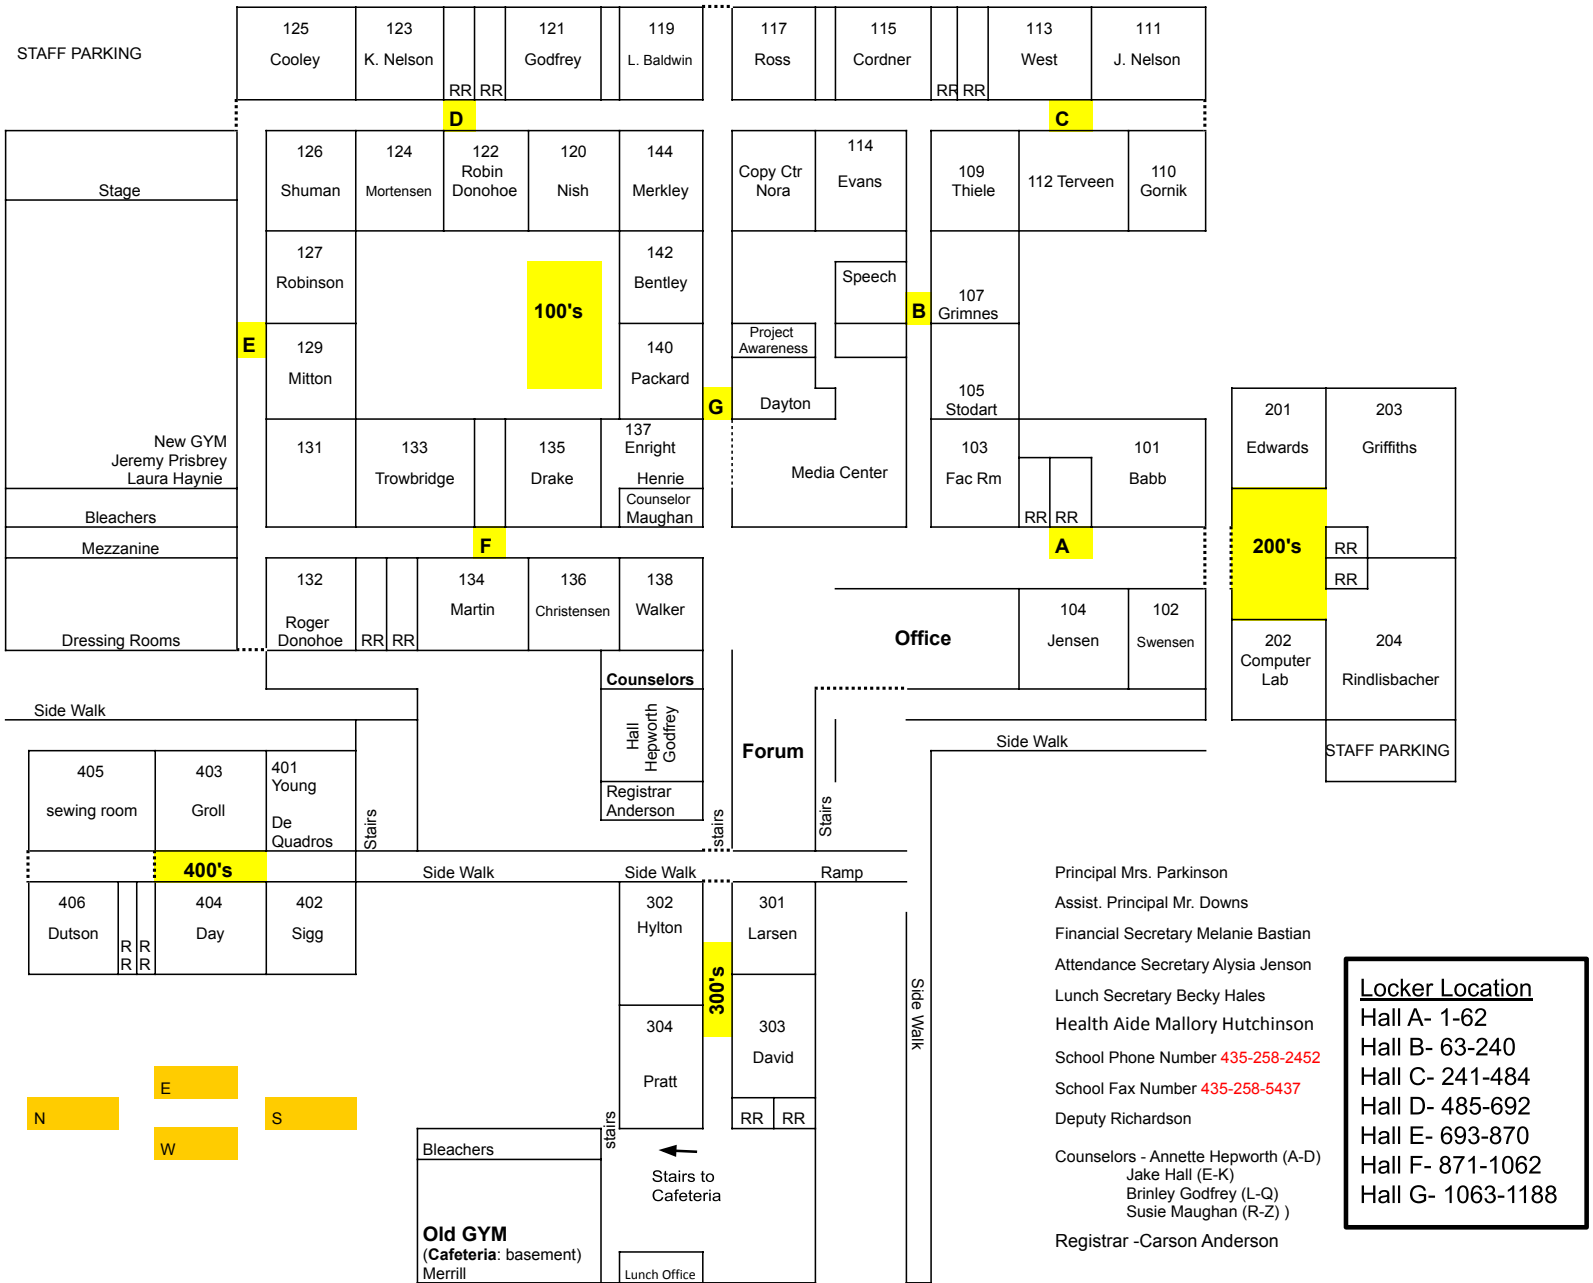 STAFF PARKING
125
Cooley
123
K. Nelson
RR
RR
121
Godfrey
119
L. Baldwin
117
Ross
115
Cordner
RR
RR
113
West
111
J. Nelson
D
C
Stage
126
Shuman
124
Mortensen
122
Robin
Donohoe
120
Nish
144
Merkley
Copy Ctr
Nora
114
Evans
109
Thiele
112 Terveen
110
Gornik
127
Robinson
100's
142
Bentley
Speech
B
107
Grimnes
E
129
Mitton
140
Packard
Project
Awareness
G
Dayton
105
Stodart
201
Edwards
203
Griffiths
New GYM
Jeremy Prisbrey
Laura Haynie
131
133
Trowbridge
135
Drake
137
Enright
Henrie
Counselor
Maughan
Media Center
103
Fac Rm
RR
RR
101
Babb
Bleachers
Mezzanine
F
A
200's
RR
RR
Dressing Rooms
132
Roger
Donohoe
RR
RR
134
Martin
136
Christensen
138
Walker
Office
104
Jensen
102
Swensen
202
Computer
Lab
204
Rindlisbacher
Counselors
Hall
Hepworth
Godfrey
Registrar
Anderson
Forum
Side Walk
Side Walk
STAFF PARKING
405
sewing room
403
Groll
401
Young
De
Quadros
Stairs
stairs
Stairs
400's
Side Walk
Side Walk
Ramp
406
Dutson
R
R
R
R
404
Day
402
Sigg
302
Hylton
301
Larsen
300's
304
Pratt
303
David
RR
RR
Side Walk
E
N
S
W
stairs
Bleachers
Stairs to
Cafeteria
Old GYM
(Cafeteria: basement)
Merrill
Lunch Office
Principal Mrs. Parkinson
Assist. Principal Mr. Downs
Financial Secretary Melanie Bastian
Attendance Secretary Alysia Jenson
Lunch Secretary Becky Hales
Health Aide Mallory Hutchinson
School Phone Number 435-258-2452
School Fax Number 435-258-5437
Deputy Richardson
Counselors - Annette Hepworth (A-D)
Jake Hall (E-K)
Brinley Godfrey (L-Q)
Susie Maughan (R-Z) )
Registrar -Carson Anderson
Locker Location
Hall A- 1-62
Hall B- 63-240
Hall C- 241-484
Hall D- 485-692
Hall E- 693-870
Hall F- 871-1062
Hall G- 1063-1188